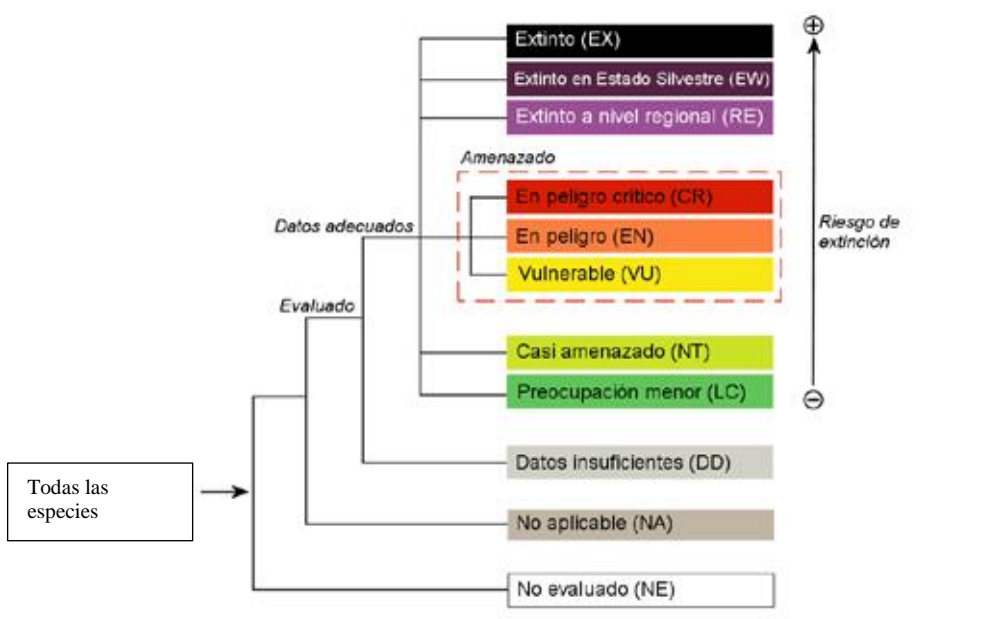 Extinto (EX)
Extinto en Estado Silvestre (EW)
Extinto a nivel regional (RE)
Amenazado
En peligro crítico (CR)
Datos adecuados
En peligro (EN)
Riesgo de
extinción
Vulnerable (VU)
Evaluado
Casi amenazado (NT)
Preocupación menor (LC)
Datos insuficientes (DD)
Todas las
especies
No aplicable (NA)
No evaluado (NE)